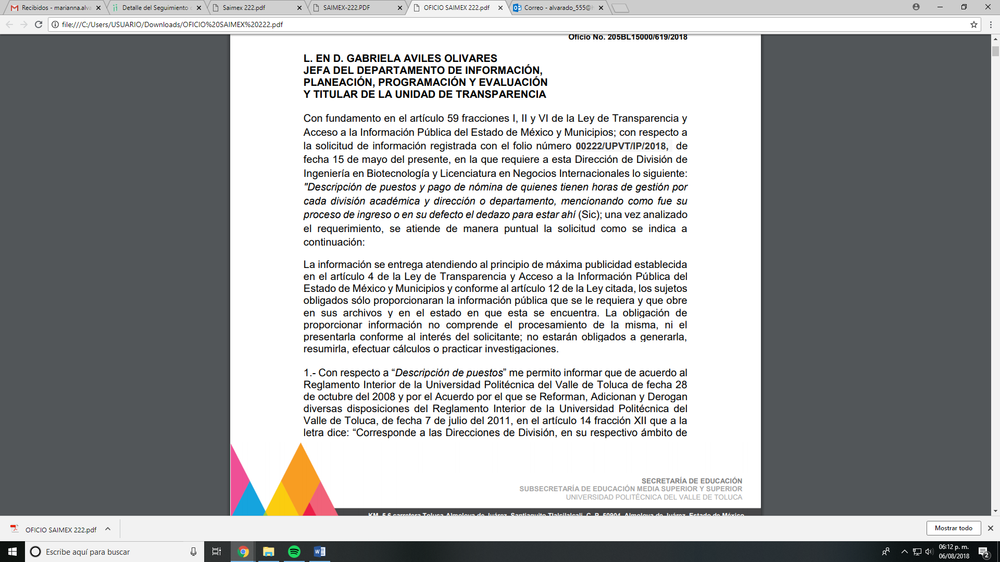 Recibidos - marianna.alva
Detalle del Seguimiento d
Saimex 222.pdf
SAIMEX-222.PDF
OFICIO SAIMEX 222.pdf
Correo - alvarado_555@h
file:///C:/Users/USUARIO/Downloads/OFICIO%20SAIMEX%20222.pdf
Oficio No. 205BL15000/619/2018
L. EN D. GABRIELA AVILES OLIVARES
JEFA DEL DEPARTAMENTO DE INFORMACIÓN,
PLANEACIÓN, PROGRAMACIÓN Y EVALUACIÓN
Y TITULAR DE LA UNIDAD DE TRANSPARENCIA
Con fundamento en el artículo 59 fracciones I, II y VI de la Ley de Transparencia y
Acceso a la Información Pública del Estado de México y Municipios; con respecto a
la solicitud de información registrada con el folio número 00222/UPVT/IP/2018, de
fecha 15 de mayo del presente, en la que requiere a esta Dirección de División de
Ingeniería en Biotecnología y Licenciatura en Negocios Internacionales lo siguiente:
"Descripción de puestos y pago de nómina de quienes tienen horas de gestión por
cada división académica y dirección o departamento, mencionando como fue su
proceso de ingreso o en su defecto el dedazo para estar ahí (Sic); una vez analizado
el requerimiento, se atiende de manera puntual la solicitud como se indica a
continuación:
La información se entrega atendiendo al principio de máxima publicidad establecida
en el artículo 4 de la Ley de Transparencia y Acceso a la Información Pública del
Estado de México y Municipios y conforme al artículo 12 de la Ley citada, los sujetos
obligados sólo proporcionaran la información pública que se le requiera y que obre
en sus archivos y en el estado en que esta se encuentra. La obligación de
proporcionar información no comprende el procesamiento de la misma, ni el
presentarla conforme al interés del solicitante; no estarán obligados a generarla,
resumirla, efectuar cálculos o practicar investigaciones.
1.- Con respecto a “Descripción de puestos” me permito informar que de acuerdo al
Reglamento Interior de la Universidad Politécnica del Valle de Toluca de fecha 28
de octubre del 2008 y por el Acuerdo por el que se Reforman, Adicionan y Derogan
diversas disposiciones del Reglamento Interior de la Universidad Politécnica del
Valle de Toluca, de fecha 7 de julio del 2011, en el artículo 14 fracción XII que a la
letra dice: “Corresponde a las Direcciones de División, en su respectivo ámbito de
SECRETARÍA DE EDUCACIÓN
SUBSECRETARÍA DE EDUCACIÓN MEDIA SUPERIOR Y SUPERIOR
UNIVERSIDAD POLITÉCNICA DEL VALLE DE TOLUCA
KM. 5.6 carretera Toluca-Almoloya de Juárez, Santiaguito Tlalcilalcali, C. P. 50904, Almoloya de Juárez, Estado de México
OFICIO SAIMEX 222.pdf
Mostrar todo
Escribe aquí para buscar
06:12 p. m.
06/08/2018
2